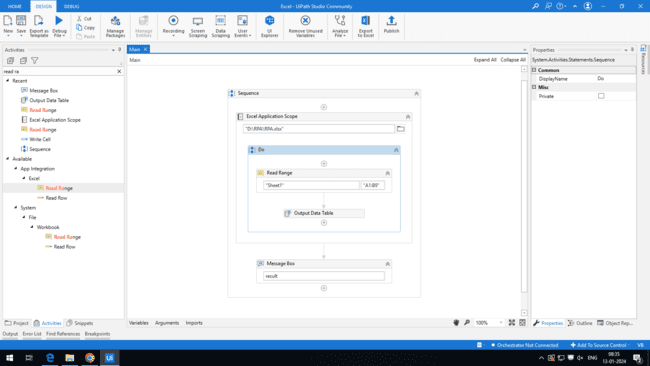 HOME DESIGN DEBUG Excel - UiPath Studio Community
New Save Export as Template Debug File Cut Copy Paste Manage Packages Manage Entities Recording Screen Scraping Data Scraping User Events UI Explorer Remove Unused Variables Analyze File Export to Excel Publish
Activities
read ra
Recent
Message Box
Output Data Table
Read Range
Excel Application Scope
Read Range
Write Cell
Sequence
Available
App Integration
Excel
Read Range
Read Row
System
File
Workbook
Read Range
Read Row
Project Activities Snippets
Main
Main Expand All Collapse All
Sequence
Excel Application Scope
"D:\RPA\RPA.xlsx"
Do
Read Range
"Sheet1" "A1:B9"
Output Data Table
Message Box
result
Variables Arguments Imports 100%
Properties
System.Activities.Statements.Sequence
Common
DisplayName Do
Misc
Private
Properties Outline Object Rep...
Resources
Output Error List Find References Breakpoints
Orchestrator Not Connected Add To Source Control VB
ENG 08:35
13-01-2024